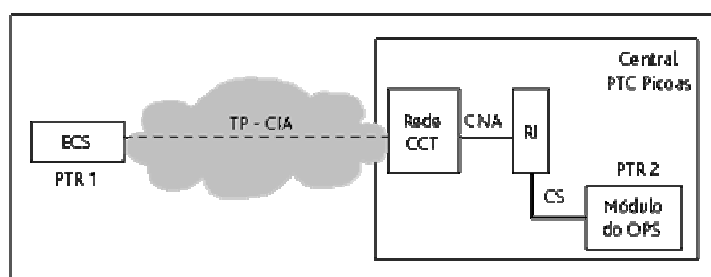 Central
PTC Picoas
ECS
PTR 1
TP - CIA
Rede
CCT
CNA
RI
CS
PTR 2
Módulo
do OPS